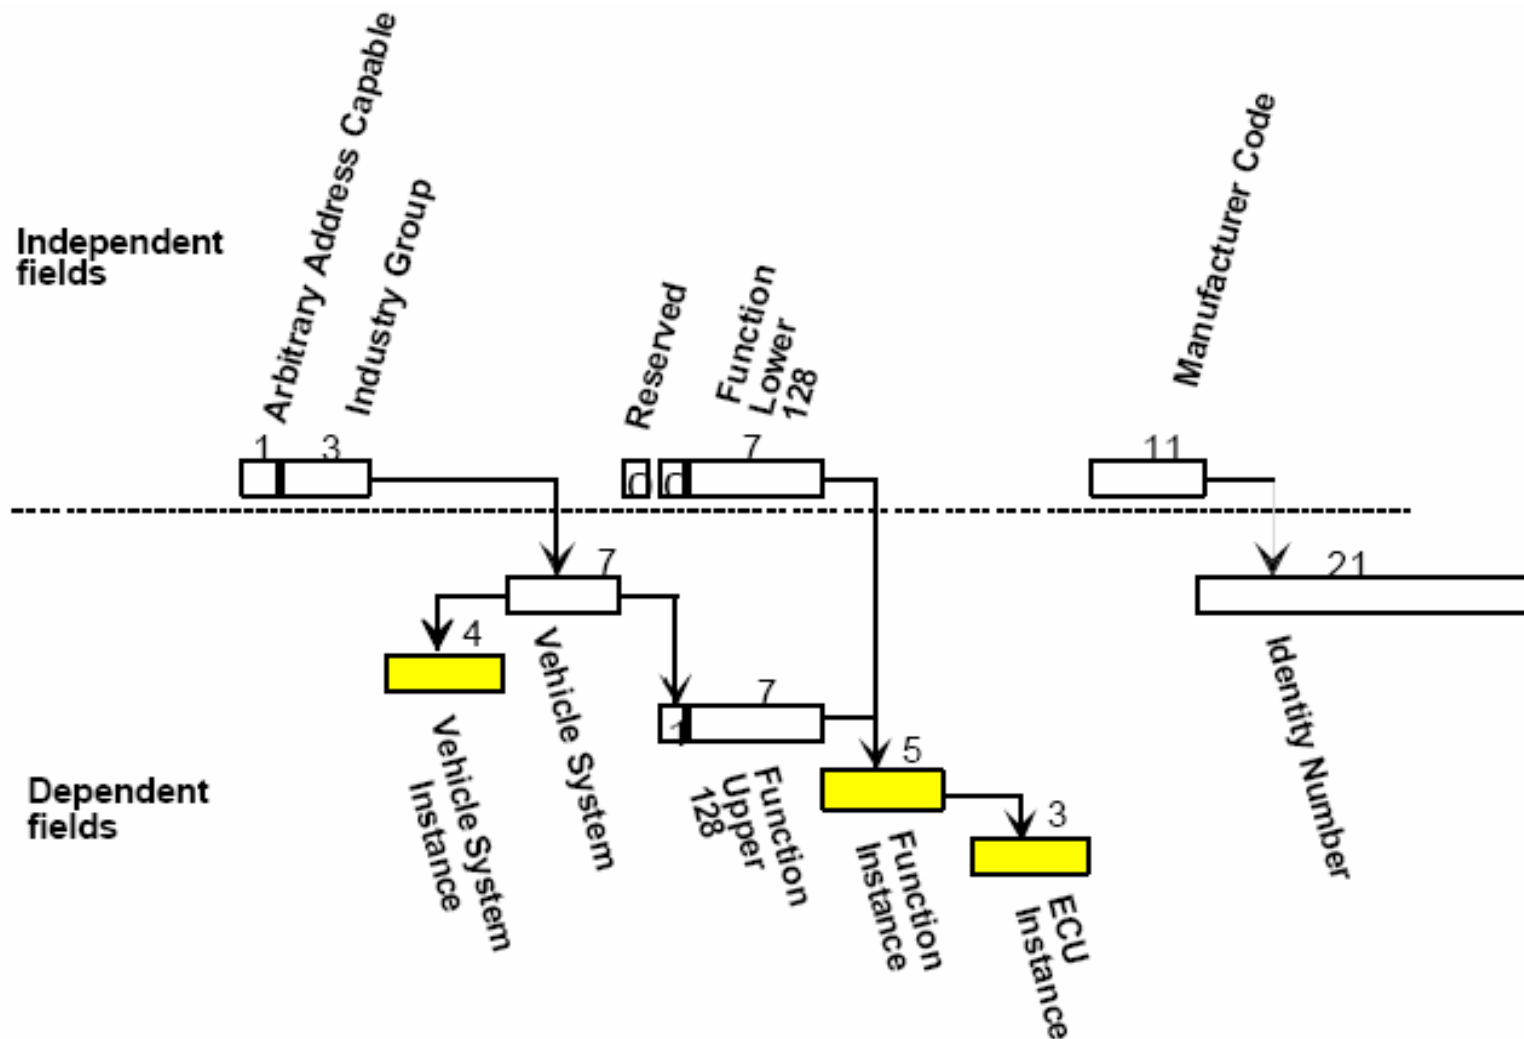 Independent
fields
Arbitrary Address Capable
Industry Group
Reserved
Function
Lower
128
Manufacturer Code
1
3
0
0
7
11
7
21
4
Vehicle System
Vehicle System
Instance
1
7
Function
Upper
128
Dependent
fields
5
Function
Instance
3
ECU
Instance
Identity Number